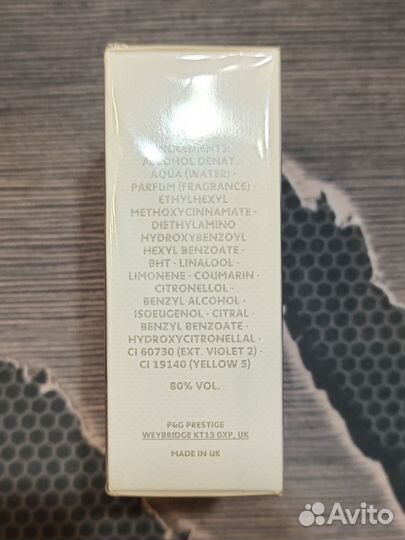 INGREDIENTS:
ALCOHOL DENAT. ·
AQUA (WATER) ·
PARFUM (FRAGRANCE) ·
ETHYLHEXYL
METHOXYCINNAMATE ·
DIETHYLAMINO
HYDROXYBENZOYL
HEXYL BENZOATE ·
BHT · LINALOOL ·
LIMONENE · COUMARIN ·
CITRONELLOL ·
BENZYL ALCOHOL ·
ISOEUGENOL · CITRAL ·
BENZYL BENZOATE ·
HYDROXYCITRONELLAL ·
CI 60730 (EXT. VIOLET 2) ·
CI 19140 (YELLOW 5)
80% VOL.
P&G PRESTIGE
WEYBRIDGE KT13 0XP, UK
MADE IN UK
Avito